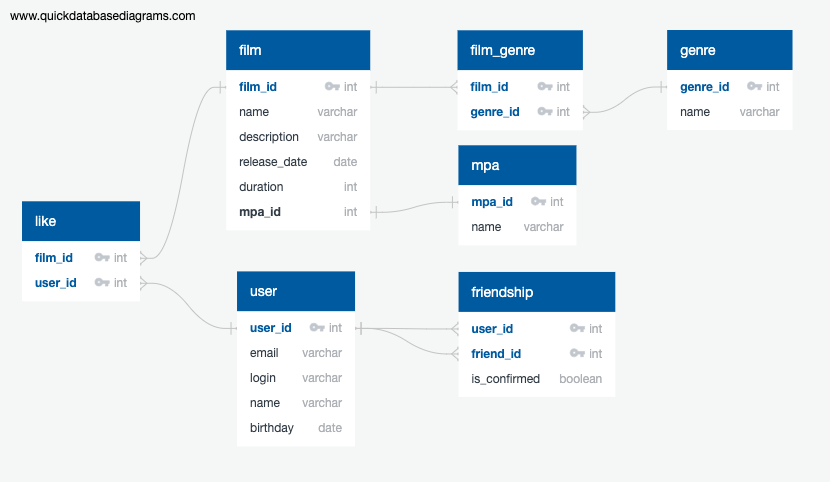 www.quickdatabasediagrams.com
film
film_id int
name varchar
description varchar
release_date date
duration int
mpa_id int
film_genre
film_id int
genre_id int
genre
genre_id int
name varchar
mpa
mpa_id int
name varchar
like
film_id int
user_id int
user
user_id int
email varchar
login varchar
name varchar
birthday date
friendship
user_id int
friend_id int
is_confirmed boolean